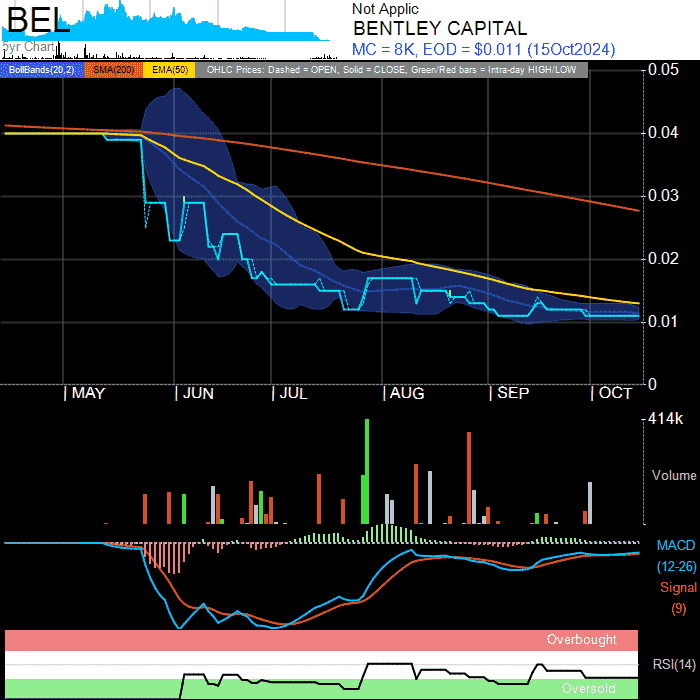 BEL
5yr Chart
Not Applic
BENTLEY CAPITAL
MC = 8K, EOD = $0.011 (15Oct2024)
BollBands(20,2) SMA(200) EMA(50) OHLC Prices: Dashed = OPEN, Solid = CLOSE, Green/Red bars = Intra-day HIGH/LOW
0.05
0.04
0.03
0.02
0.01
0
MAY JUN JUL AUG SEP OCT
414k
Volume
MACD
(12-26)
Signal
(9)
Overbought
RSI(14)
Oversold